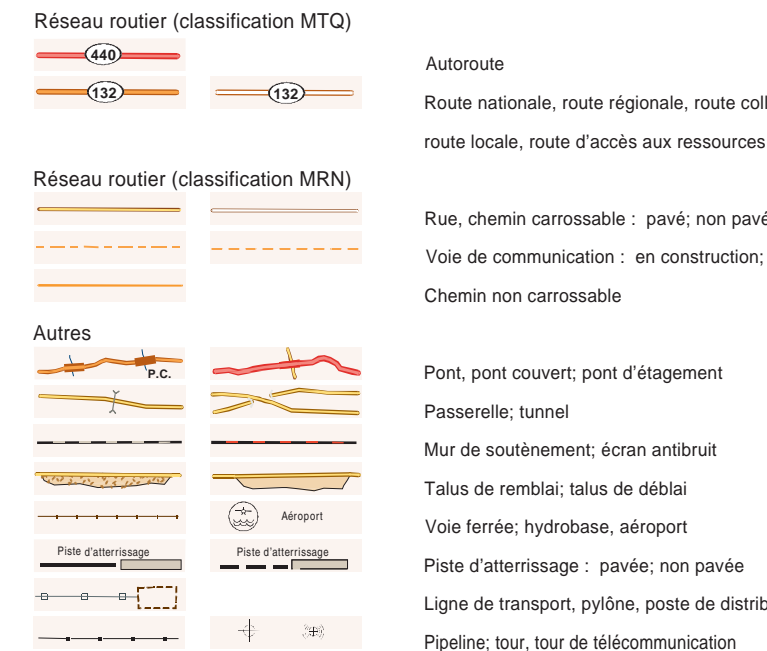 Réseau routier (classification MTQ)
440
Autoroute
132
132
Route nationale, route régionale, route coll
route locale, route d'accès aux ressources
Réseau routier (classification MRN)
Rue, chemin carrossable : pavé; non pavé
Voie de communication : en construction;
Chemin non carrossable
Autres
P.C.
Pont, pont couvert; pont d'étagement
Passerelle; tunnel
Mur de soutènement; écran antibruit
Talus de remblai; talus de déblai
Aéroport
Voie ferrée; hydrobase, aéroport
Piste d'atterrissage
Piste d'atterrissage
Piste d'atterrissage : pavée; non pavée
Ligne de transport, pylône, poste de distrib
Pipeline; tour, tour de télécommunication